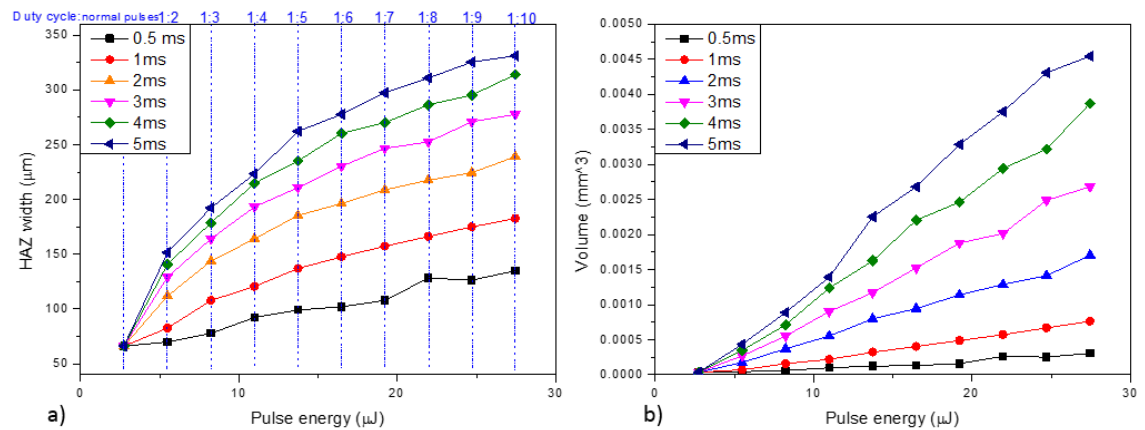 Duty cycle: normal pulses 1:2 1:3 1:4 1:5 1:6 1:7 1:8 1:9 1:10
350
300
250
200
150
100
50
HAZ width (μm)
0.5 ms
1ms
2ms
3ms
4ms
5ms
0 10 20 30
a)
Pulse energy (μJ)
0.0050
0.0045
0.0040
0.0035
0.0030
0.0025
0.0020
0.0015
0.0010
0.0005
0.0000
Volume (mm^3)
0.5ms
1ms
2ms
3ms
4ms
5ms
0 10 20 30
b)
Pulse energy (μJ)